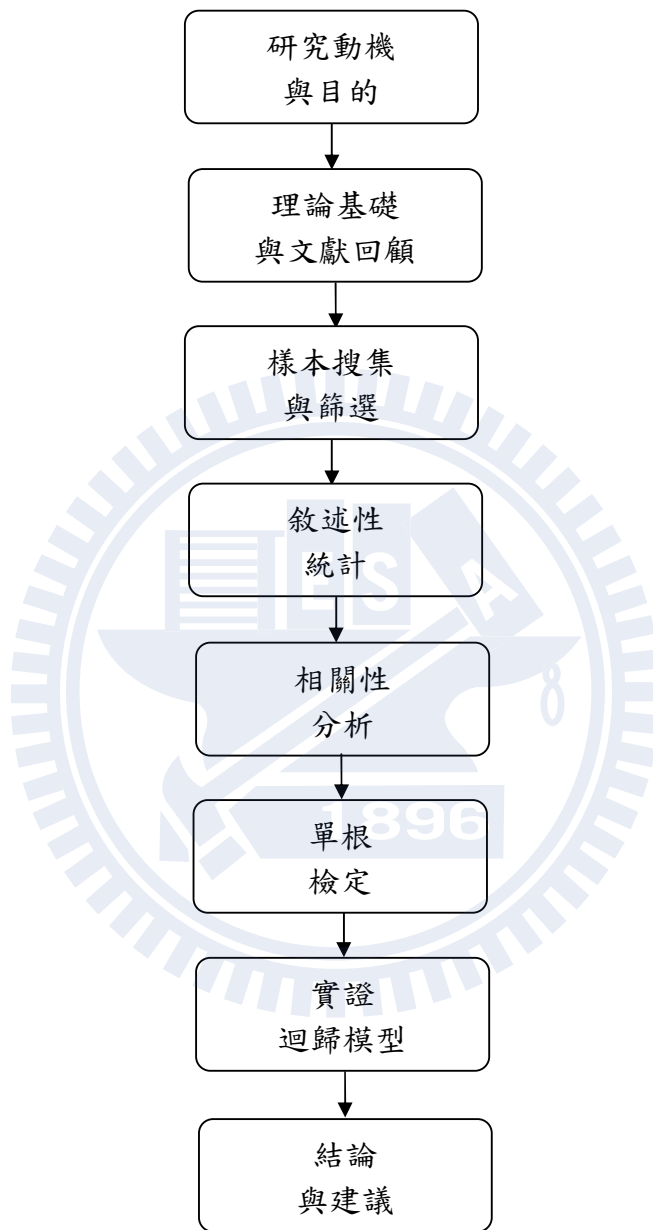 研究動機
與目的
理論基礎
與文獻回顧
樣本搜集
與篩選
敘述性
統計
ES
A
相關性
分析
1896
單根
檢定
實證
迴歸模型
結論
與建議